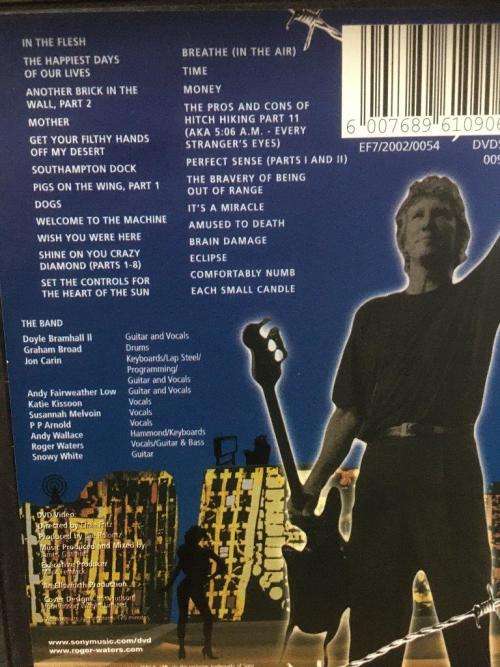 IN THE FLESH
THE HAPPIEST DAYS
OF OUR LIVES
ANOTHER BRICK IN THE
WALL, PART 2
MOTHER
GET YOUR FILTHY HANDS
OFF MY DESERT
SOUTHAMPTON DOCK
PIGS ON THE WING, PART 1
DOGS
WELCOME TO THE MACHINE
WISH YOU WERE HERE
SHINE ON YOU CRAZY
DIAMOND (PARTS 1-8)
SET THE CONTROLS FOR
THE HEART OF THE SUN
BREATHE (IN THE AIR)
TIME
MONEY
THE PROS AND CONS OF
HITCH HIKING PART 11
(AKA 5:06 A.M. - EVERY
STRANGER'S EYES)
PERFECT SENSE (PARTS I AND II)
THE BRAVERY OF BEING
OUT OF RANGE
IT'S A MIRACLE
AMUSED TO DEATH
BRAIN DAMAGE
ECLIPSE
COMFORTABLY NUMB
EACH SMALL CANDLE
6 007689 610906
EF7/2002/0054 DVDS
005
THE BAND
Doyle Bramhall II Guitar and Vocals
Graham Broad Drums
Jon Carin Keyboards/Lap Steel/
Programming/
Guitar and Vocals
Andy Fairweather Low Guitar and Vocals
Katie Kissoon Vocals
Susannah Melvoin Vocals
P P Arnold Vocals
Andy Wallace Hammond/Keyboards
Roger Waters Vocals/Guitar & Bass
Snowy White Guitar
DVD Video
Directed by
Produced by
Music Produced and Mixed by
Executive Producer
Production
Cover Design
www.sonymusic.com/dvd
www.roger-waters.com